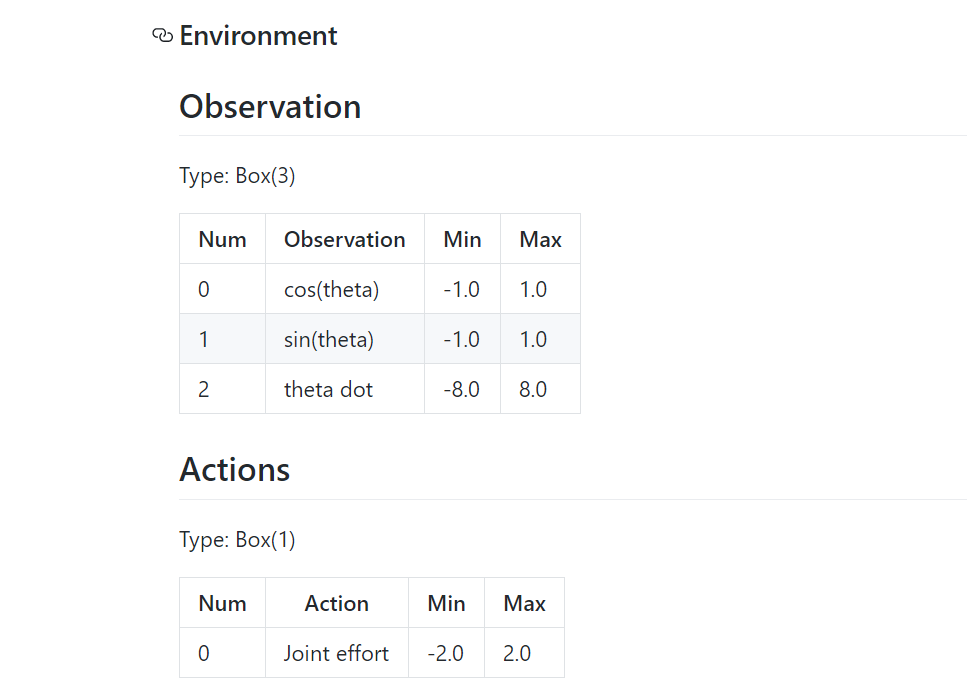 Environment
Observation
Type: Box(3)
Num Observation Min Max
0 cos(theta) -1.0 1.0
1 sin(theta) -1.0 1.0
2 theta dot -8.0 8.0
Actions
Type: Box(1)
Num Action Min Max
0 Joint effort -2.0 2.0